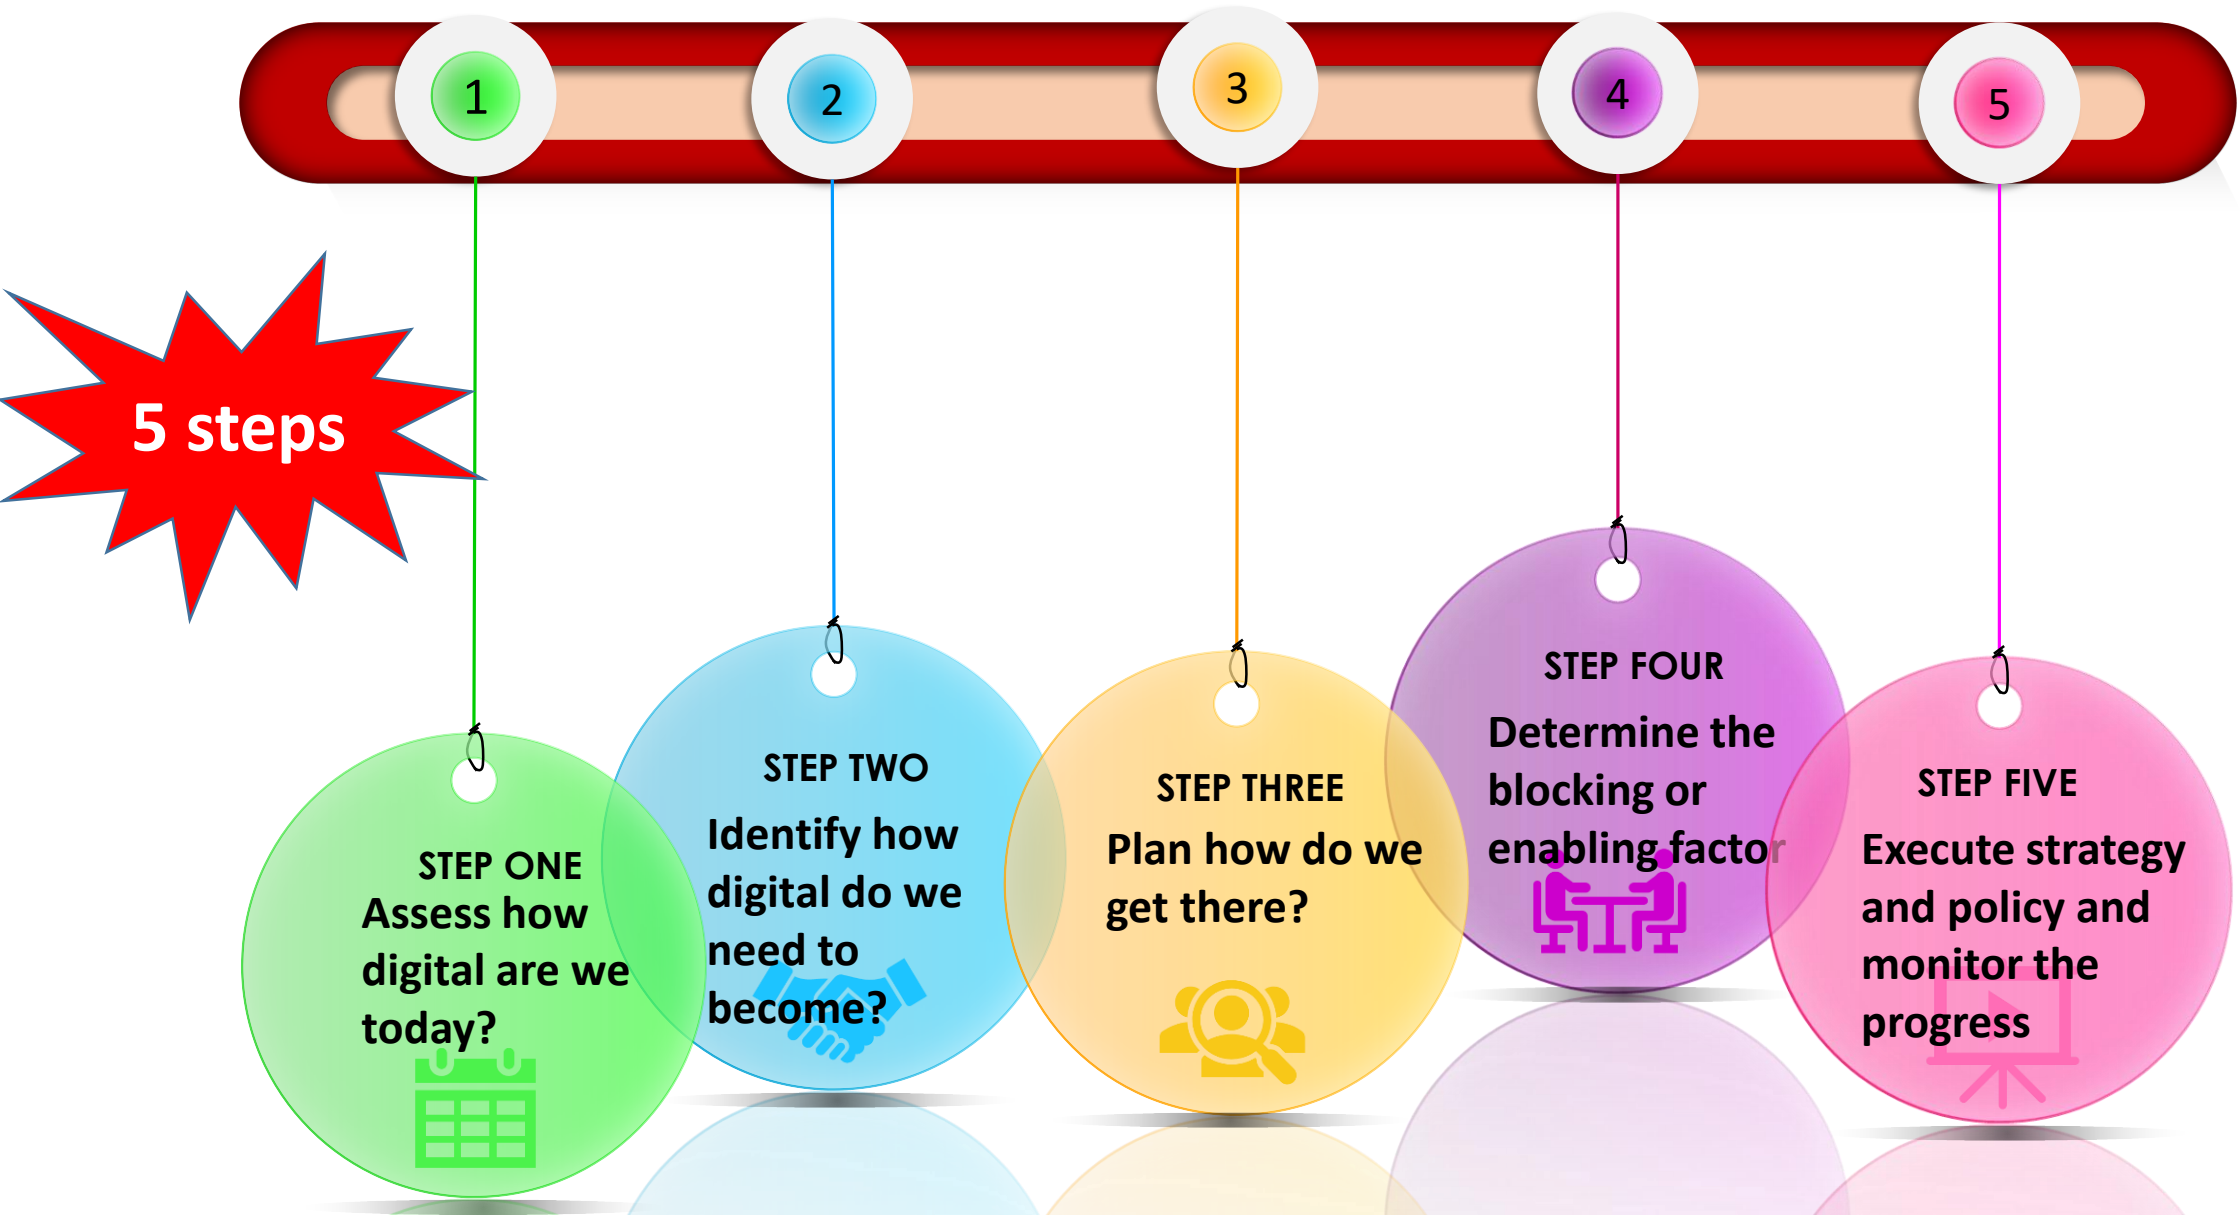 1
2
3
4
5
5 steps
STEP ONE
Assess how
digital are we
today?
STEP TWO
Identify how
digital do we
need to
become?
STEP THREE
Plan how do we
get there?
STEP FOUR
Determine the
blocking or
enabling factor
STEP FIVE
Execute strategy
and policy and
monitor the
progress